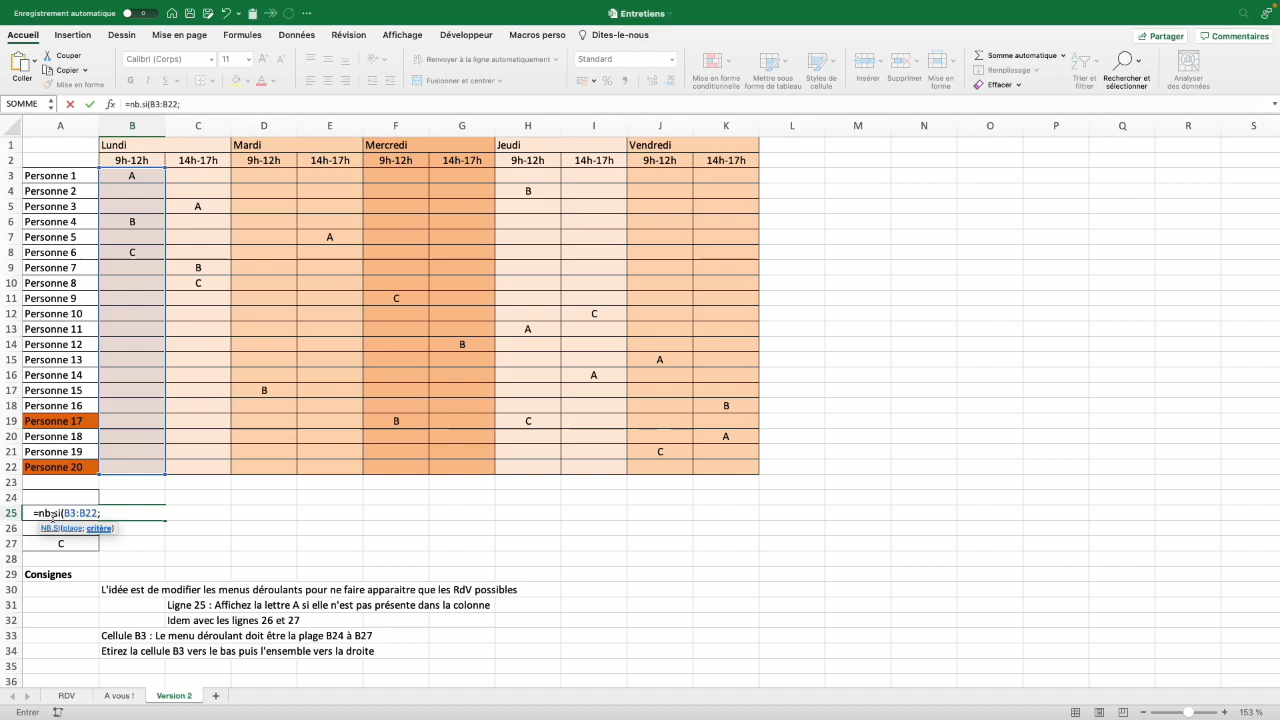 Enregistrement automatique 0 ... Entretiens
Accueil Insertion Dessin Mise en page Formules Données Révision Affichage Développeur Macros perso Dites-le-nous Partager Commentaires
Coller Couper Copier Mise en forme
Calibri (Corps) 11 G I S
Renvoyer à la ligne automatiquement Fusionner et centrer
Standard %
Mise en forme conditionnelle Mettre sous forme de tableau Styles de cellule
Insérer Supprimer Mise en forme
Somme automatique Remplissage Effacer
Trier et filtrer Rechercher et sélectionner Analyser des données
SOMME fx =nb.si(B3:B22;
A B C D E F G H I J K L M N O P Q R S
1 Lundi Mardi Mercredi Jeudi Vendredi
2 9h-12h 14h-17h 9h-12h 14h-17h 9h-12h 14h-17h 9h-12h 14h-17h 9h-12h 14h-17h
3 Personne 1 A
4 Personne 2 B
5 Personne 3 A
6 Personne 4 B
7 Personne 5 A
8 Personne 6 C
9 Personne 7 B
10 Personne 8 C
11 Personne 9 C
12 Personne 10 C
13 Personne 11 A
14 Personne 12 B
15 Personne 13 A
16 Personne 14 A
17 Personne 15 B
18 Personne 16 B
19 Personne 17 B C
20 Personne 18 A
21 Personne 19 C
22 Personne 20
23
24
25 =nb.si(B3:B22;
26 NB.SI(plage; critère)
27 C
28
29 Consignes
30 L'idée est de modifier les menus déroulants pour ne faire apparaitre que les RdV possibles
31 Ligne 25 : Affichez la lettre A si elle n'est pas présente dans la colonne
32 Idem avec les lignes 26 et 27
33 Cellule B3 : Le menu déroulant doit être la plage B24 à B27
34 Etirez la cellule B3 vers le bas puis l'ensemble vers la droite
35
36
RDV A vous ! Version 2 +
Entrer 153 %